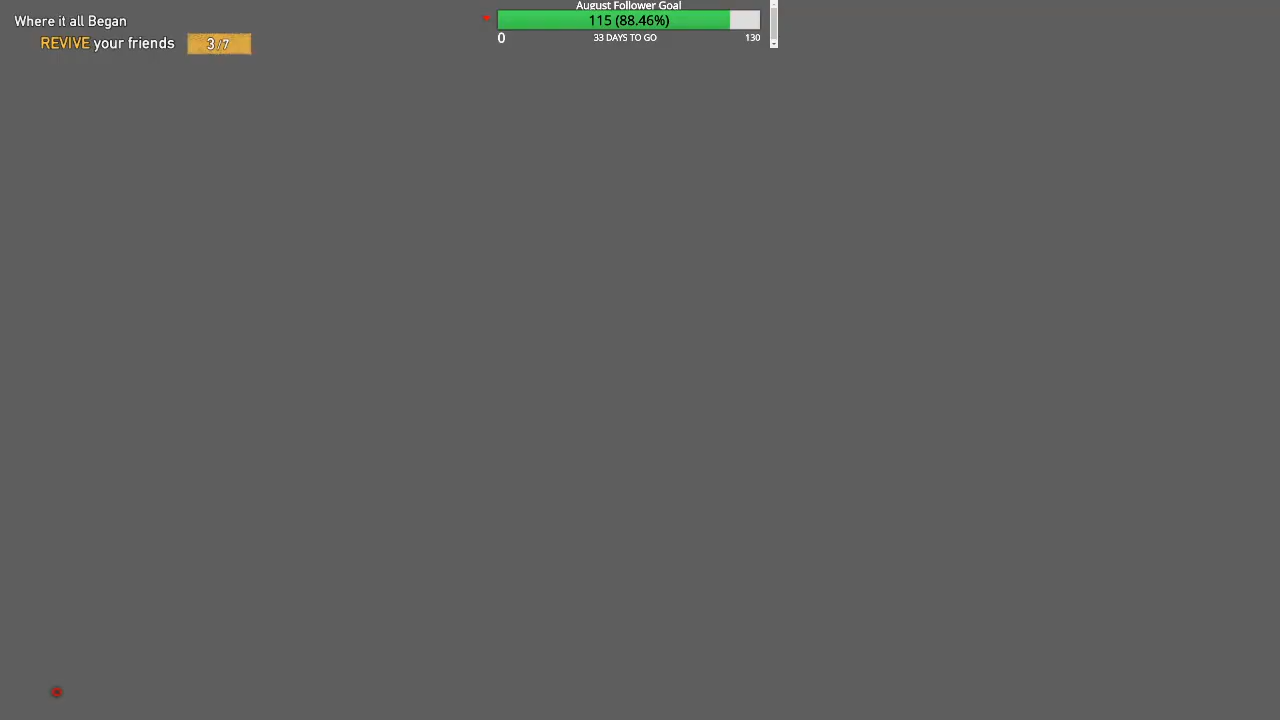 Where it all Began
REVIVE your friends 3/7
August Follower Goal
115 (88.46%)
0 33 DAYS TO GO 130